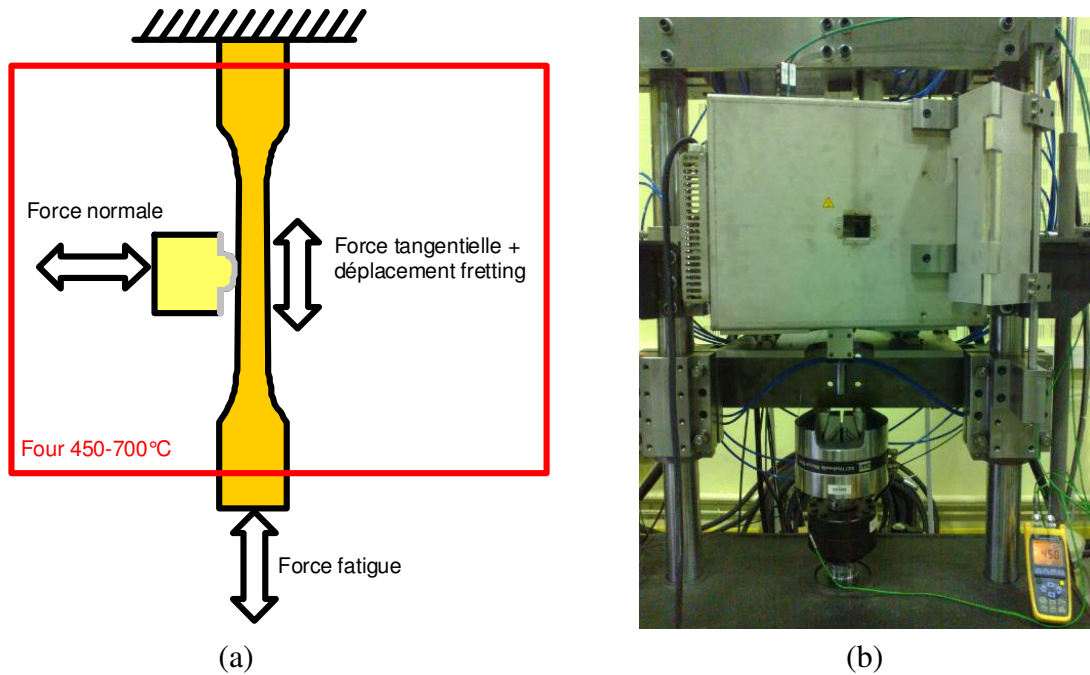 Force normale
Force tangentielle +
déplacement fretting
Four 450-700°C
Force fatigue
450
(a)
(b)